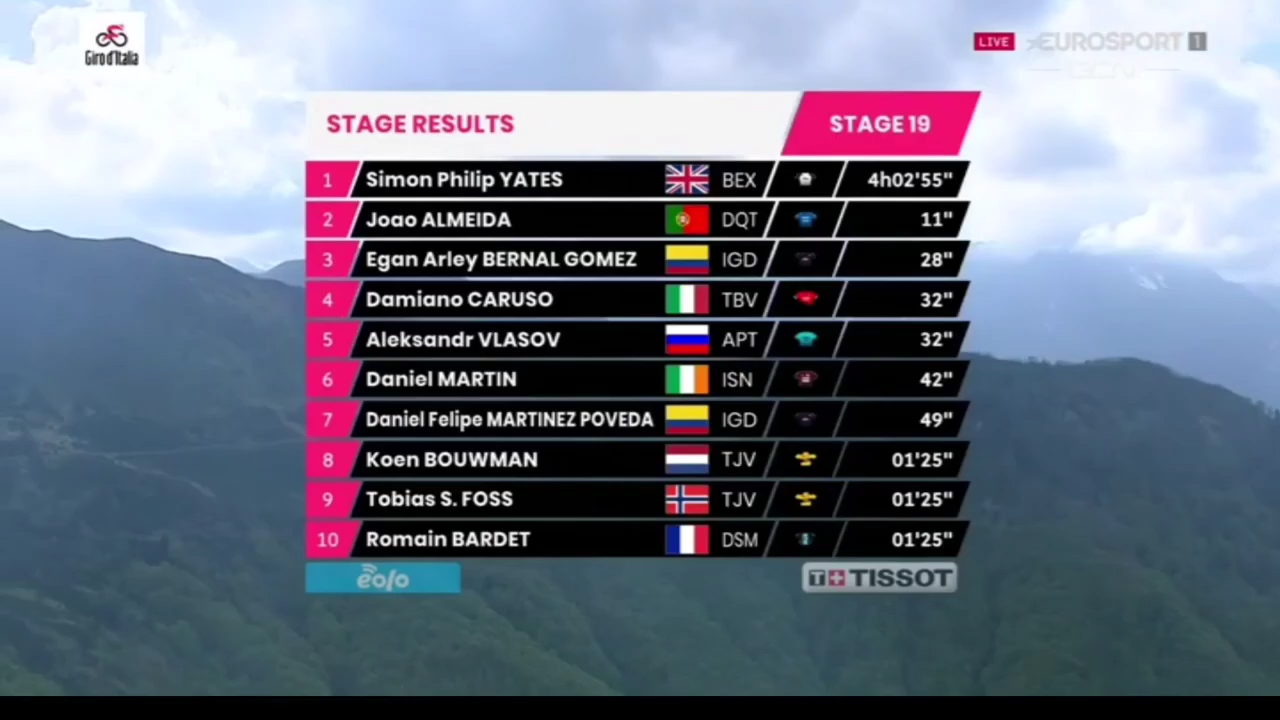 Giro d'Italia
LIVE EUROSPORT 1
GCN
STAGE RESULTS STAGE 19
1 Simon Philip YATES BEX 4h02'55"
2 Joao ALMEIDA DQT 11"
3 Egan Arley BERNAL GOMEZ IGD 28"
4 Damiano CARUSO TBV 32"
5 Aleksandr VLASOV APT 32"
6 Daniel MARTIN ISN 42"
7 Daniel Felipe MARTINEZ POVEDA IGD 49"
8 Koen BOUWMAN TJV 01'25"
9 Tobias S. FOSS TJV 01'25"
10 Romain BARDET DSM 01'25"
eolo TISSOT